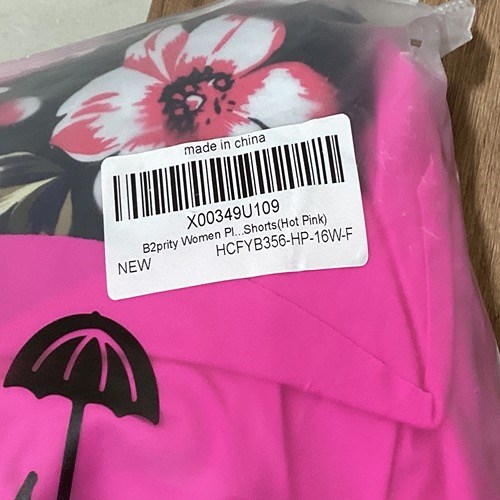 made in china
X00349U109
B2prity Women Pl...Shorts(Hot Pink)
NEW HCFYB356-HP-16W-F